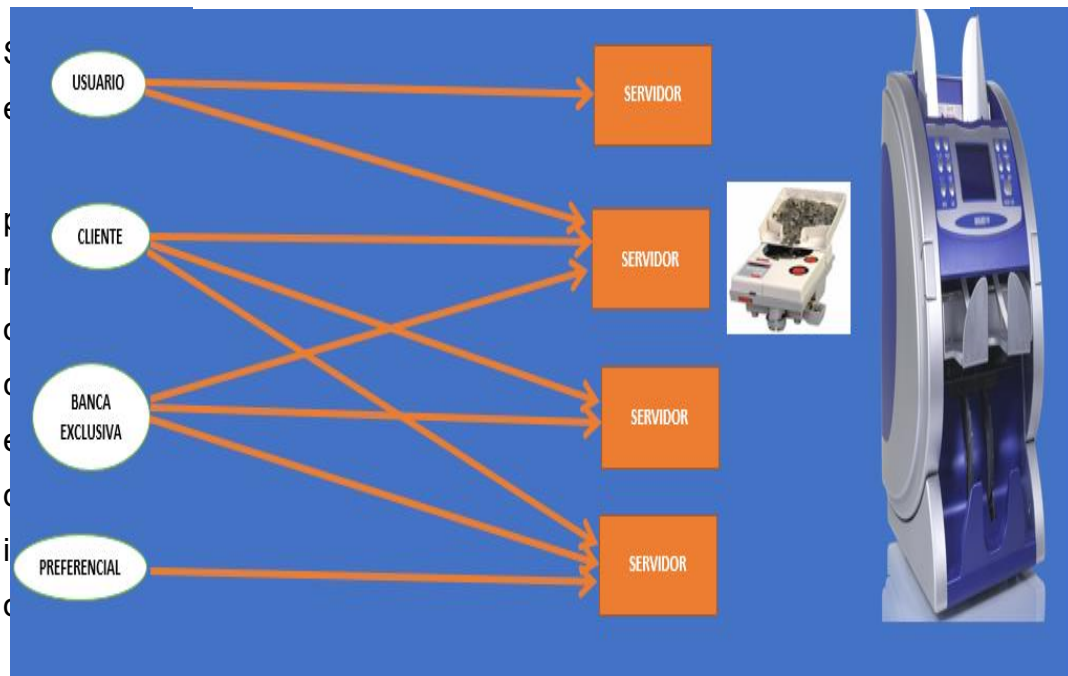 USUARIO
SERVIDOR
CLIENTE
SERVIDOR
BANCA
EXCLUSIVA
SERVIDOR
PREFERENCIAL
SERVIDOR